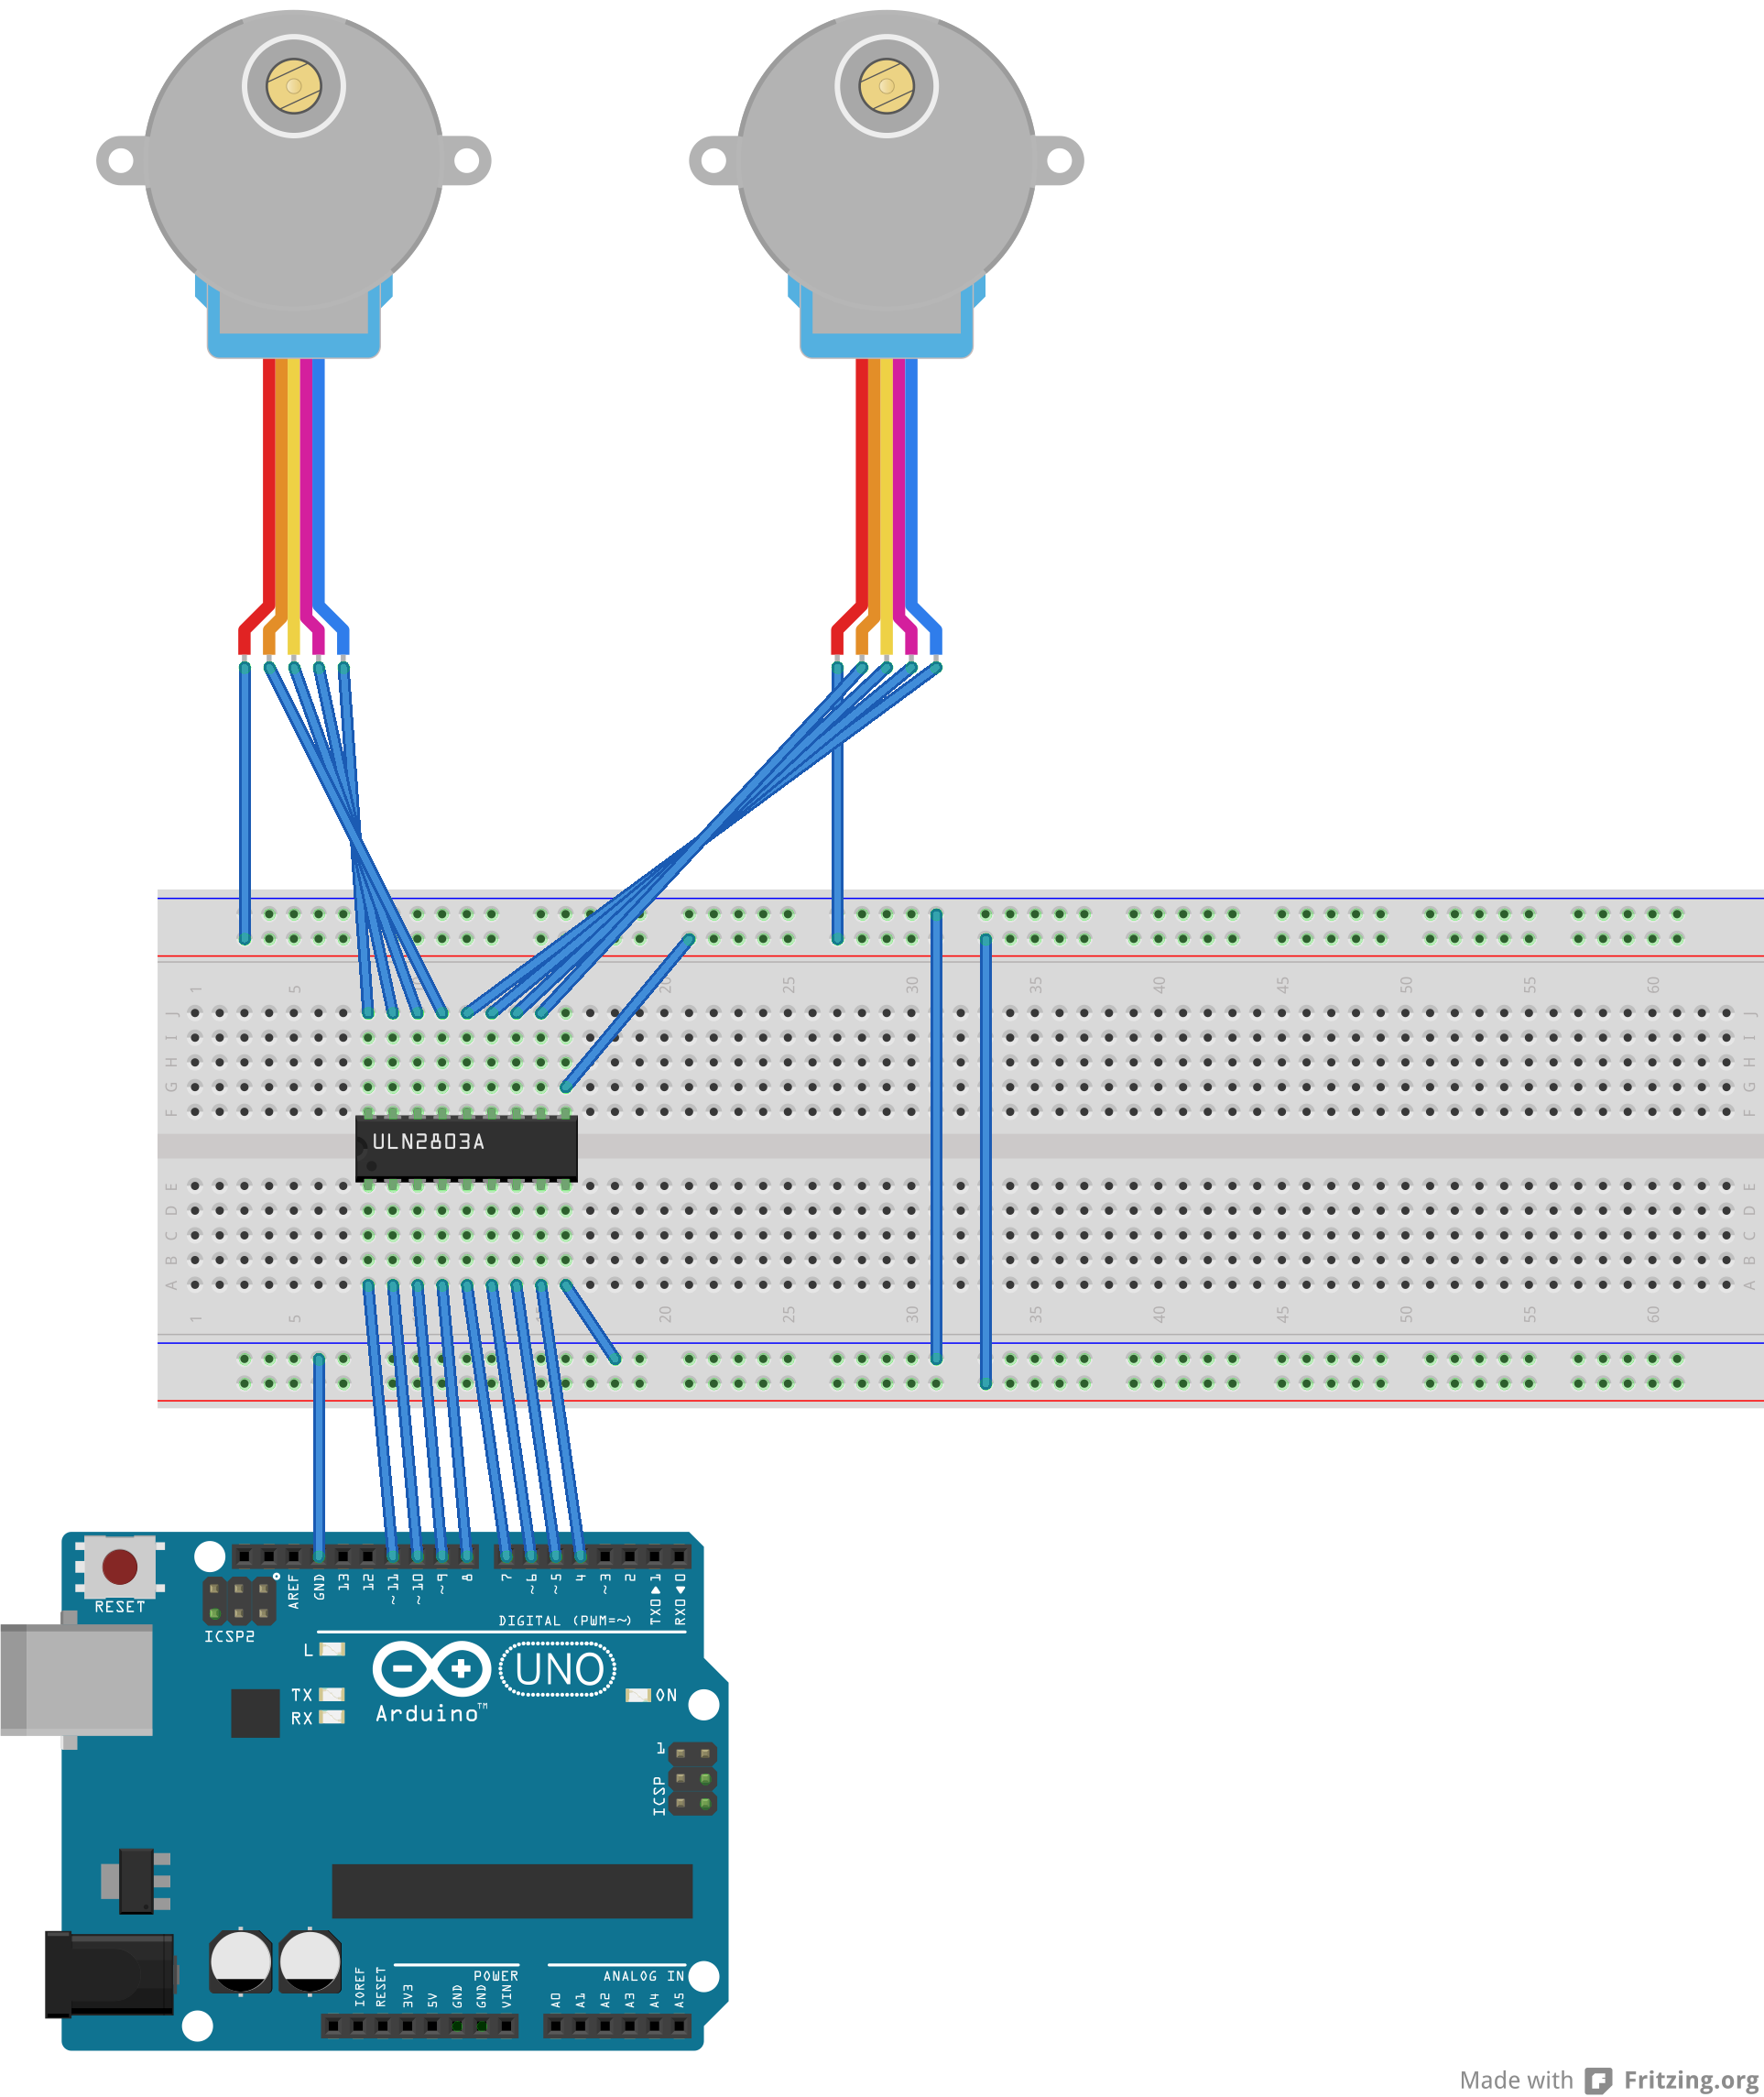 1 5 20 25 30 35 40 45 50 55 60
J J
I I
H H
G G
F F
ULN2803A
E E
D D
C C
B B
A A
1 5 20 25 30 35 40 45 50 55 60
RESET
ICSP2
AREF
GND
13
12
~11
~10
~9
8
7
~6
~5
4
~3
2
TX0▶1
RX0◀0
DIGITAL (PWM=~)
L
TX
RX
Arduino™
UNO
ON
1
ICSP
IOREF
RESET
3V3
5V
GND
GND
VIN
POWER
ANALOG IN
A0
A1
A2
A3
A4
A5
Made with Fritzing.org